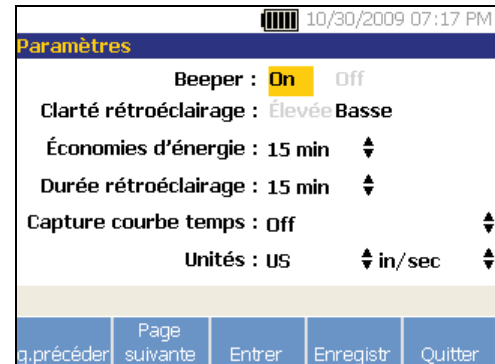 10/30/2009 07:17 PM
Paramètres
Beeper : On Off
Clarté rétroéclairage : Élevée Basse
Économies d'énergie : 15 min
Durée rétroéclairage : 15 min
Capture courbe temps : Off
Unités : US in/sec
g.précéder Page suivante Entrer Enregistr Quitter